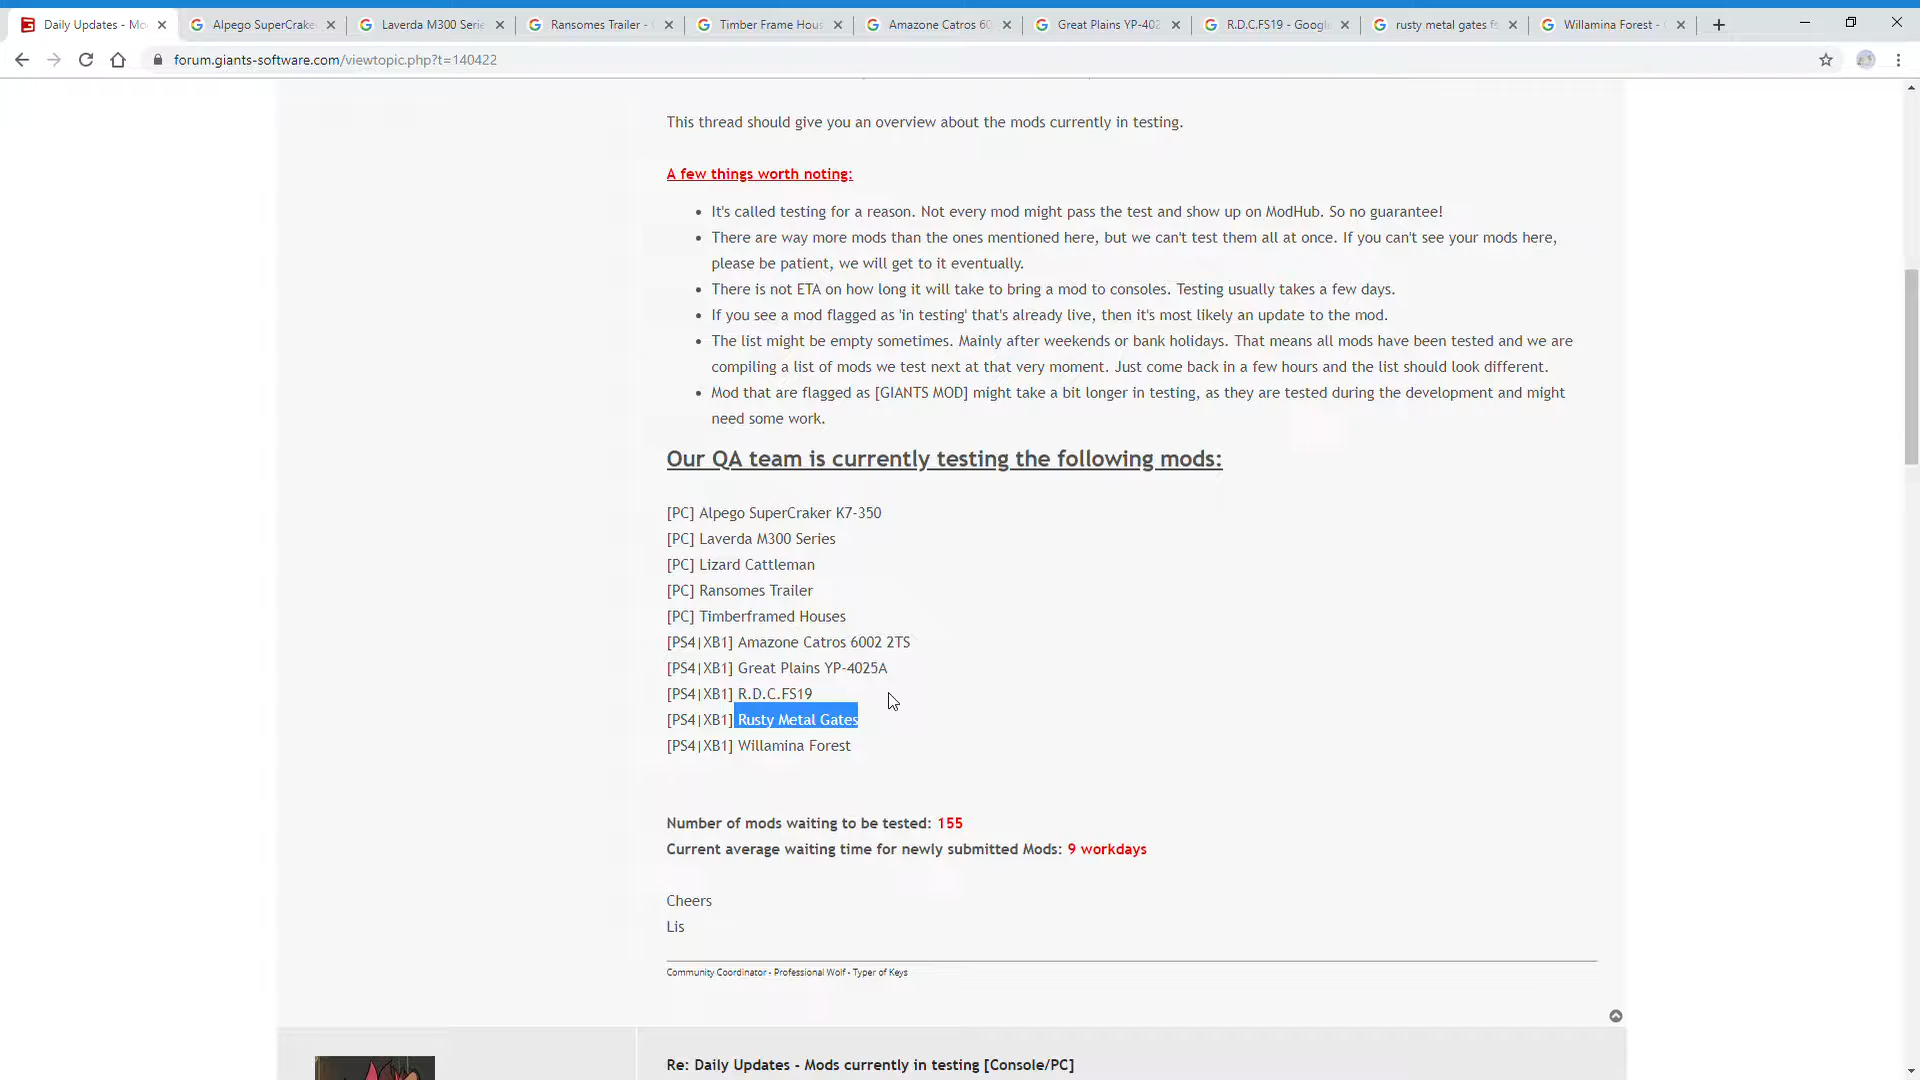 Daily Updates - Mo
Alpego SuperCrake
Laverda M300 Serie
Ransomes Trailer -
Timber Frame Hous
Amazone Catros 60
Great Plains YP-402
R.D.C.FS19 - Google
rusty metal gates fs
Willamina Forest -
forum.giants-software.com/viewtopic.php?t=140422
This thread should give you an overview about the mods currently in testing.
A few things worth noting:
• It's called testing for a reason. Not every mod might pass the test and show up on ModHub. So no guarantee!
• There are way more mods than the ones mentioned here, but we can't test them all at once. If you can't see your mods here,
please be patient, we will get to it eventually.
• There is not ETA on how long it will take to bring a mod to consoles. Testing usually takes a few days.
• If you see a mod flagged as 'in testing' that's already live, then it's most likely an update to the mod.
• The list might be empty sometimes. Mainly after weekends or bank holidays. That means all mods have been tested and we are
compiling a list of mods we test next at that very moment. Just come back in a few hours and the list should look different.
• Mod that are flagged as [GIANTS MOD] might take a bit longer in testing, as they are tested during the development and might
need some work.
Our QA team is currently testing the following mods:
[PC] Alpego SuperCraker K7-350
[PC] Laverda M300 Series
[PC] Lizard Cattleman
[PC] Ransomes Trailer
[PC] Timberframed Houses
[PS4|XB1] Amazone Catros 6002 2TS
[PS4|XB1] Great Plains YP-4025A
[PS4|XB1] R.D.C.FS19
[PS4|XB1] Rusty Metal Gates
[PS4|XB1] Willamina Forest
Number of mods waiting to be tested: 155
Current average waiting time for newly submitted Mods: 9 workdays
Cheers
Lis
Community Coordinator - Professional Wolf - Typer of Keys
Re: Daily Updates - Mods currently in testing [Console/PC]